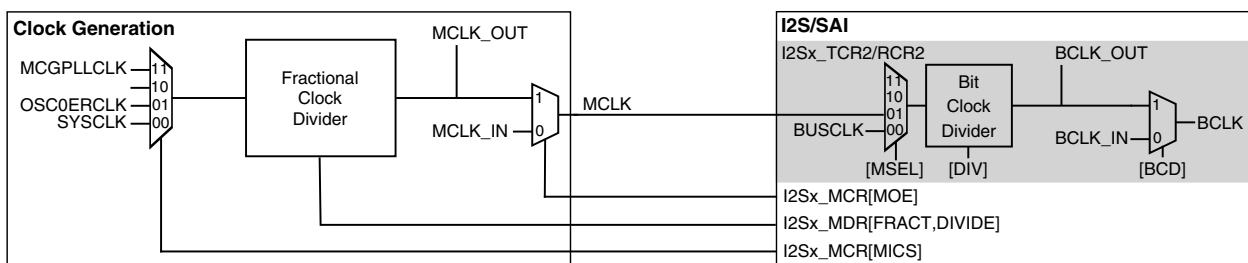 Clock Generation
MCGPLLCLK
OSC0ERCLK
SYSCLK
11
10
01
00
Fractional
Clock
Divider
MCLK_OUT
MCLK_IN
1
0
MCLK
I2S/SAI
I2Sx_TCR2/RCR2
BUSCLK
11
10
01
00
[MSEL]
Bit
Clock
Divider
[DIV]
BCLK_OUT
BCLK_IN
1
0
[BCD]
BCLK
I2Sx_MCR[MOE]
I2Sx_MDR[FRACT,DIVIDE]
I2Sx_MCR[MICS]